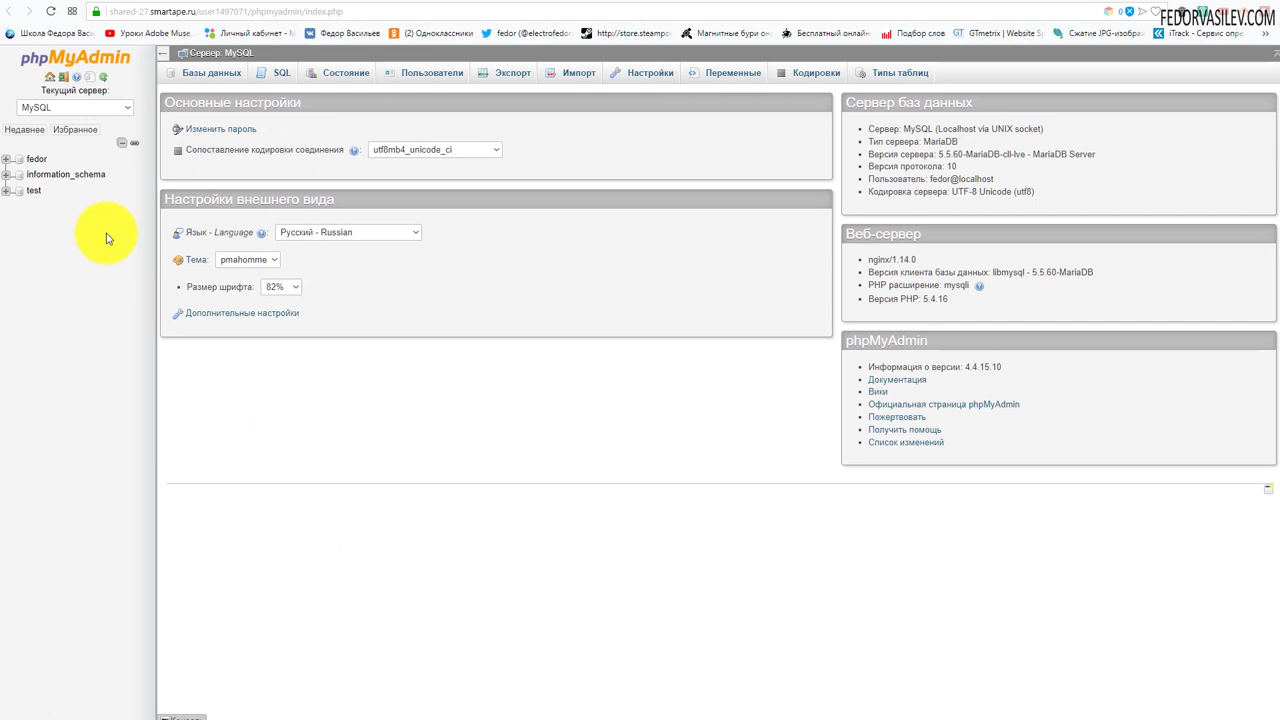 shared-27.smartape.ru/user1497071/phpmyadmin/index.php
FEDORVASILEV.COM
Школа Федора Васи
Уроки Adobe Muse,
Личный кабинет - М
Федор Васильев
(2) Одноклассники
fedor (@electrofedor
http://store.steampo
Магнитные бури он
Бесплатный онлайн
Подбор слов
GTmetrix | Website S
Сжатие JPG-изобра
iTrack - Сервис опре
phpMyAdmin
Текущий сервер:
MySQL
Недавнее Избранное
fedor
information_schema
test
Сервер: MySQL
Базы данных
SQL
Состояние
Пользователи
Экспорт
Импорт
Настройки
Переменные
Кодировки
Типы таблиц
Основные настройки
Изменить пароль
Сопоставление кодировки соединения
utf8mb4_unicode_ci
Настройки внешнего вида
Язык - Language
:
Русский - Russian
Тема: pmahomme
• Размер шрифта: 82%
Дополнительные настройки
Сервер баз данных
• Сервер: MySQL (Localhost via UNIX socket)
• Тип сервера: MariaDB
• Версия сервера: 5.5.60-MariaDB-cll-lve - MariaDB Server
• Версия протокола: 10
• Пользователь: fedor@localhost
• Кодировка сервера: UTF-8 Unicode (utf8)
Веб-сервер
• nginx/1.14.0
• Версия клиента базы данных: libmysql - 5.5.60-MariaDB
• PHP расширение: mysqli
• Версия PHP: 5.4.16
phpMyAdmin
• Информация о версии: 4.4.15.10
• Документация
• Вики
• Официальная страница phpMyAdmin
• Пожертвовать
• Получить помощь
• Список изменений